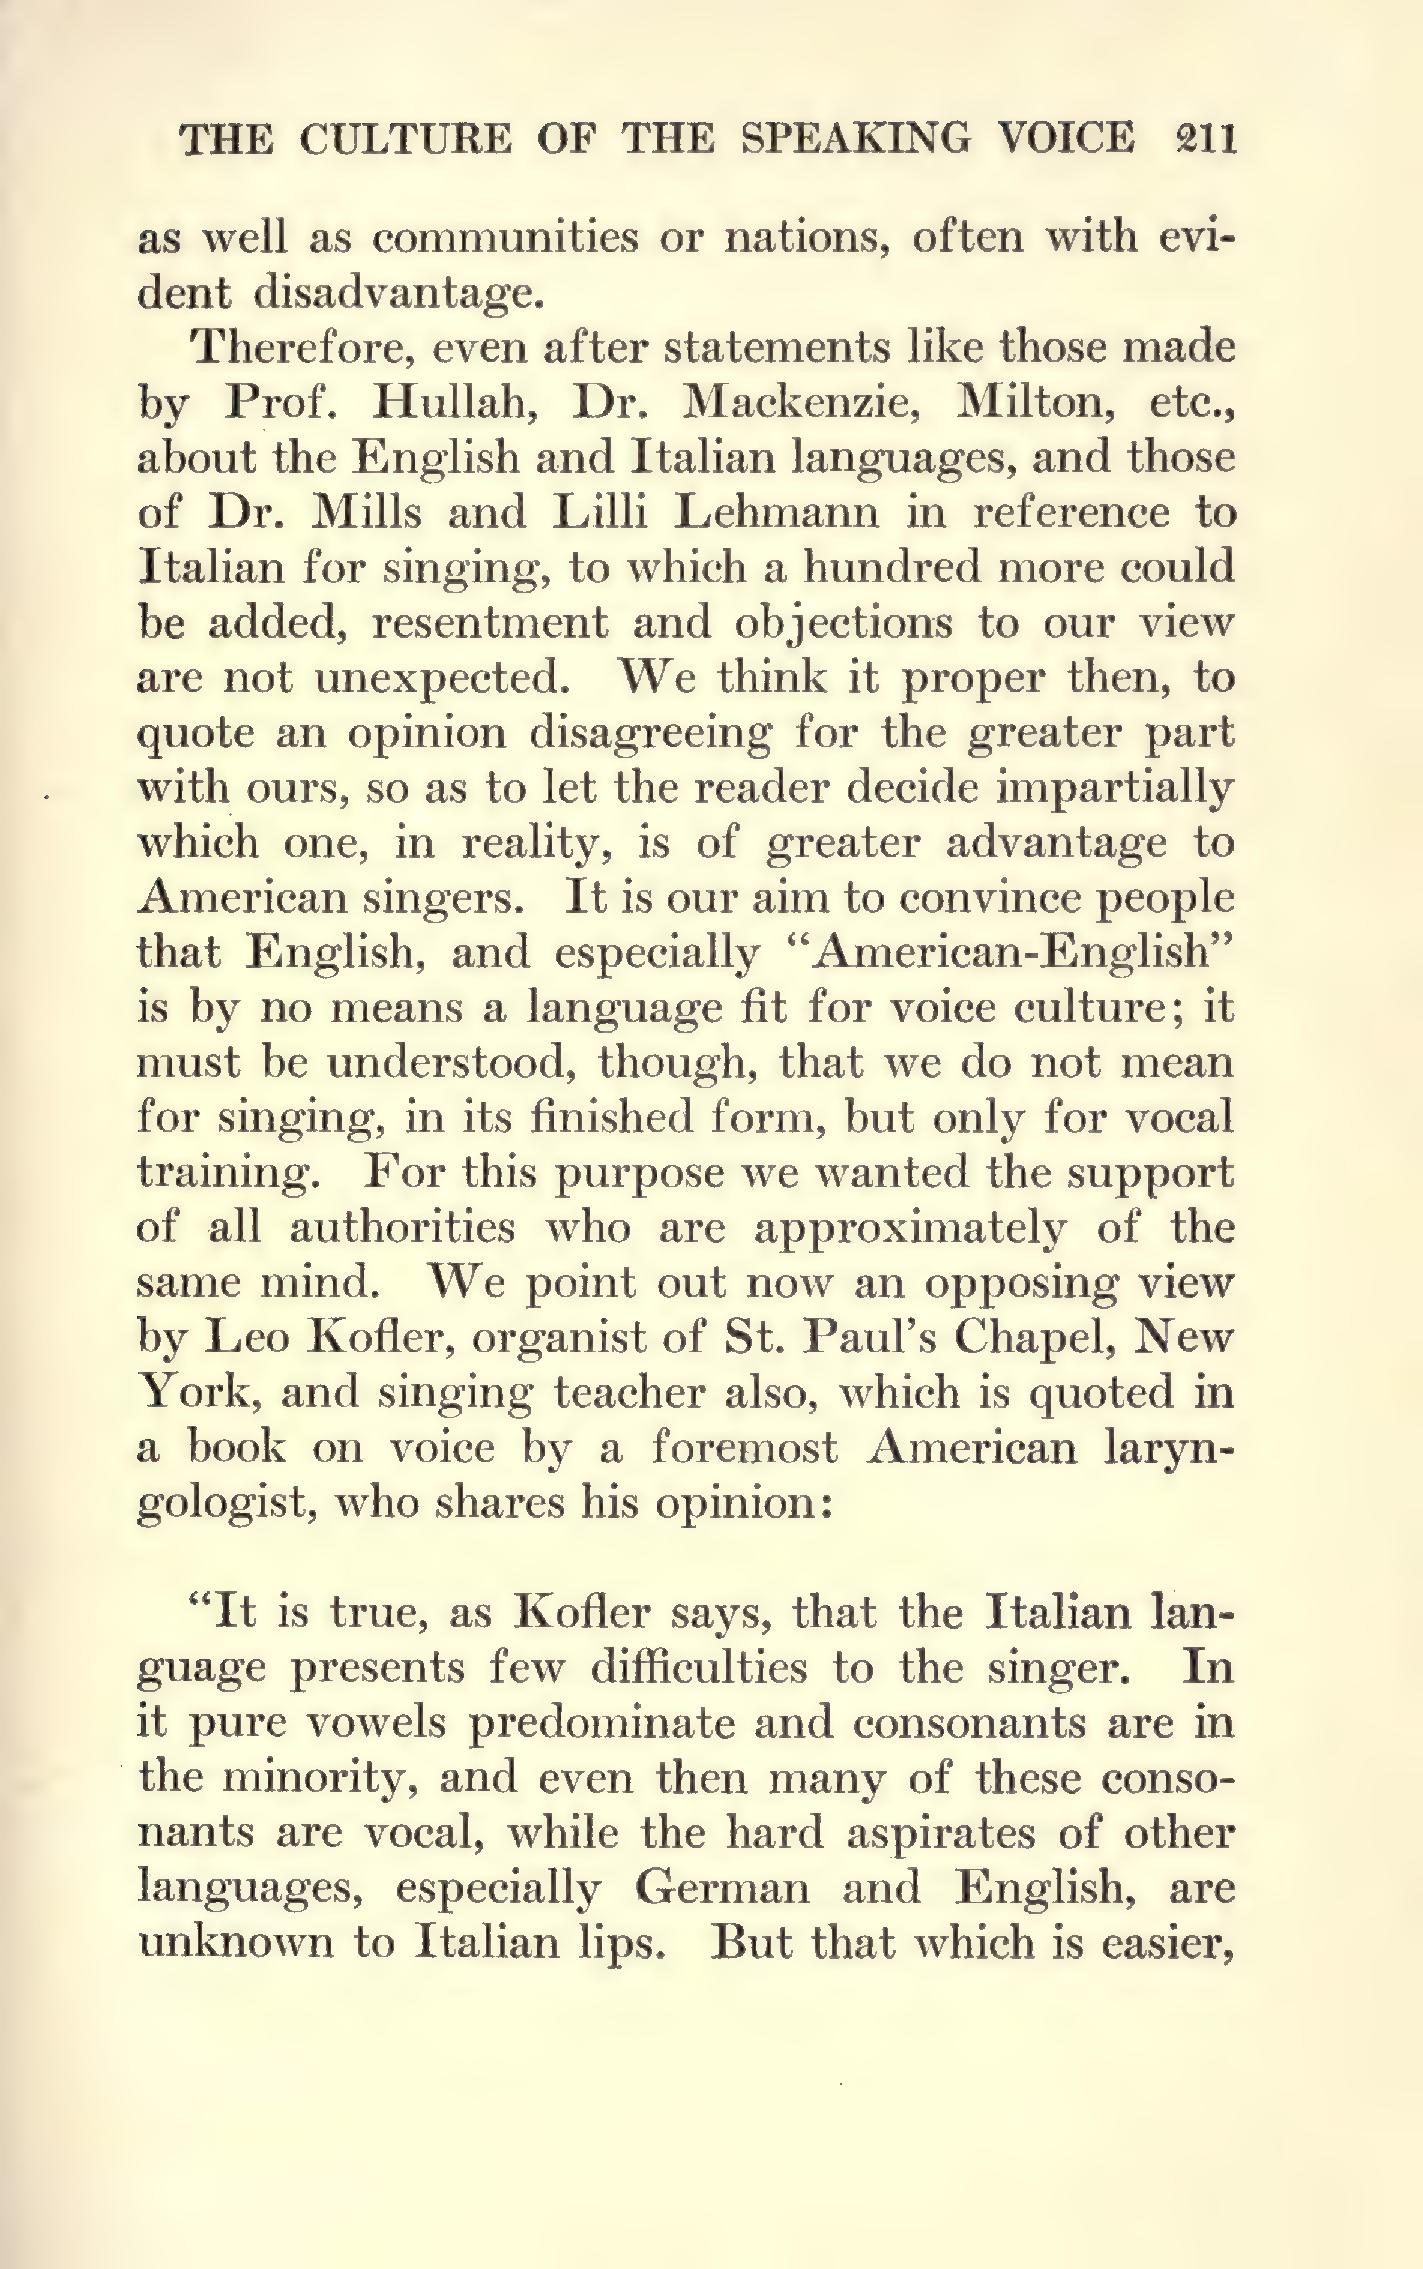 THE CULTURE OF THE SPEAKING VOICE 211
as well as communities or nations, often with evi-
dent disadvantage.
Therefore, even after statements like those made
by Prof. Hullah, Dr. Mackenzie, Milton, etc.,
about the English and Italian languages, and those
of Dr. Mills and Lilli Lehmann in reference to
Italian for singing, to which a hundred more could
be added, resentment and objections to our view
are not unexpected. We think it proper then, to
quote an opinion disagreeing for the greater part
with ours, so as to let the reader decide impartially
which one, in reality, is of greater advantage to
American singers. It is our aim to convince people
that English, and especially “American-English”
is by no means a language fit for voice culture; it
must be understood, though, that we do not mean
for singing, in its finished form, but only for vocal
training. For this purpose we wanted the support
of all authorities who are approximately of the
same mind. We point out now an opposing view
by Leo Kofler, organist of St. Paul’s Chapel, New
York, and singing teacher also, which is quoted in
a book on voice by a foremost American laryn-
gologist, who shares his opinion:
“It is true, as Kofler says, that the Italian lan-
guage presents few difficulties to the singer. In
it pure vowels predominate and consonants are in
the minority, and even then many of these conso-
nants are vocal, while the hard aspirates of other
languages, especially German and English, are
unknown to Italian lips. But that which is easier,